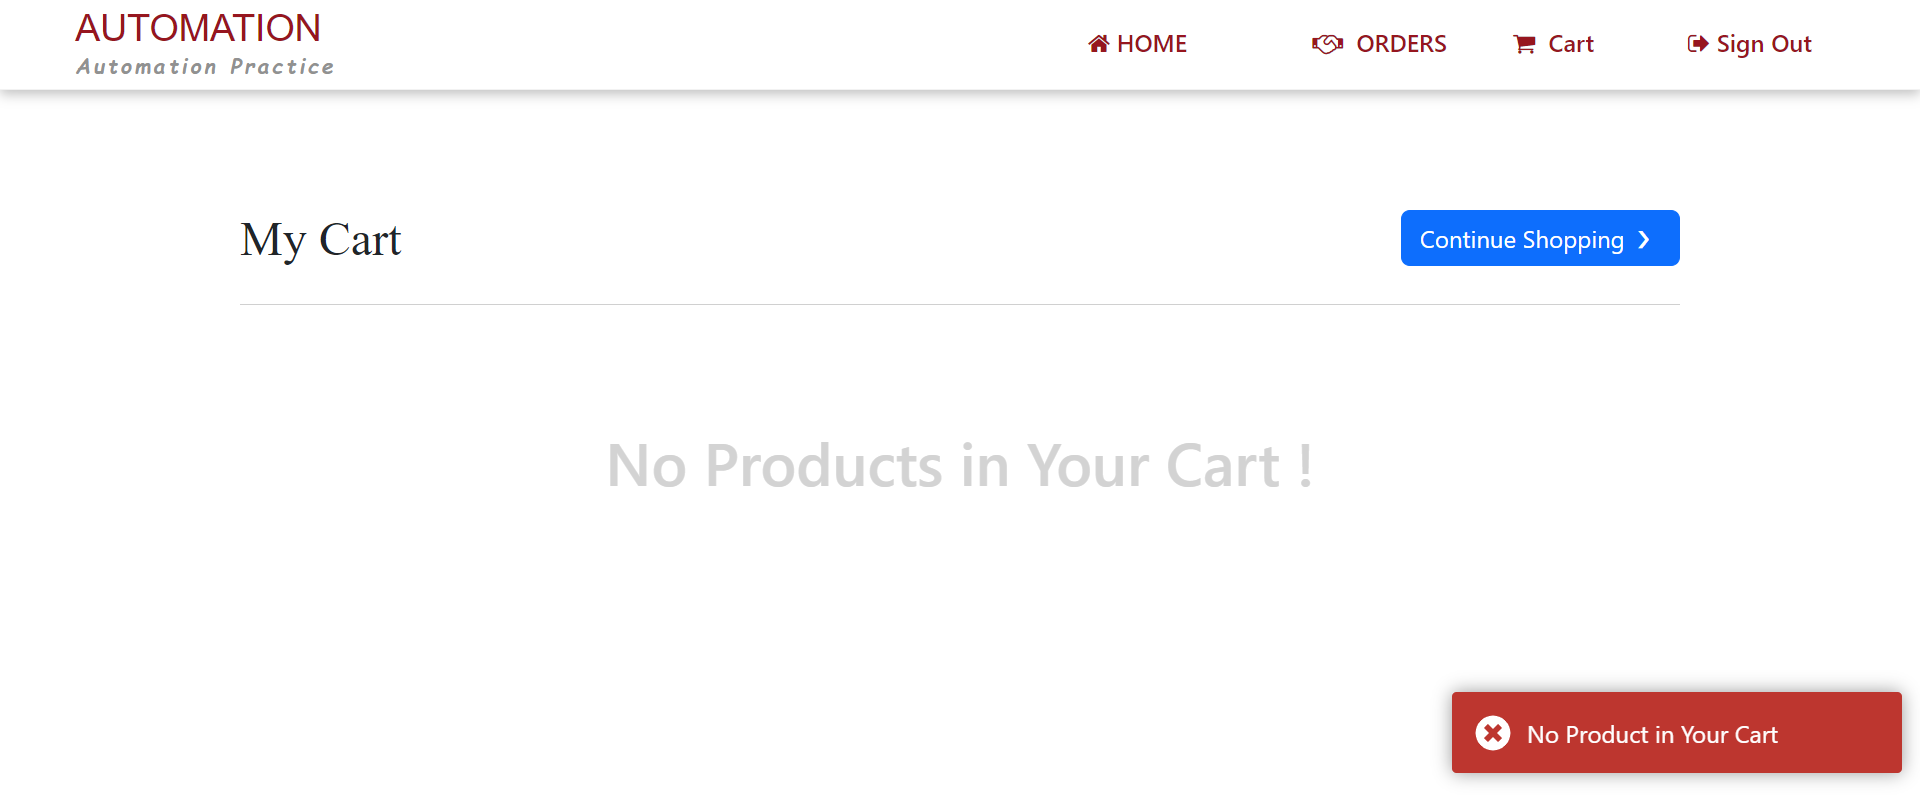 AUTOMATION
Automation Practice
HOME
ORDERS
Cart
Sign Out
My Cart
Continue Shopping
No Products in Your Cart !
No Product in Your Cart